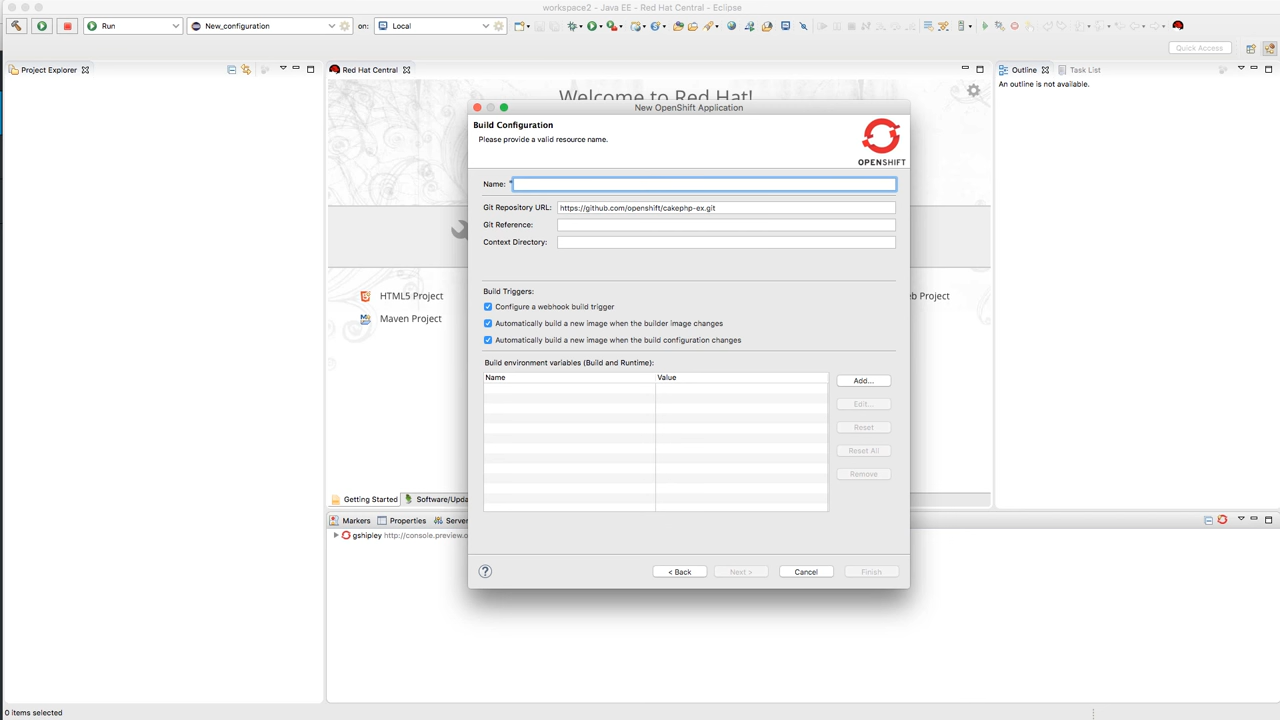 workspace2 - Java EE - Red Hat Central - Eclipse
Run
New_configuration
on:
Local
Quick Access
Project Explorer
Red Hat Central
Outline
Task List
An outline is not available.
Welcome to Red Hat!
New OpenShift Application
Build Configuration
Please provide a valid resource name.
OPENSHIFT
Name: *
Git Repository URL: https://github.com/openshift/cakephp-ex.git
Git Reference:
Context Directory:
Build Triggers:
Configure a webhook build trigger
Automatically build a new image when the builder image changes
Automatically build a new image when the build configuration changes
Build environment variables (Build and Runtime):
Name Value
Add...
Edit...
Reset
Reset All
Remove
< Back
Next >
Cancel
Finish
HTML5 Project
Maven Project
Project
Getting Started
Software/Upda
Markers
Properties
Server
gshipley http://console.preview.o
0 items selected